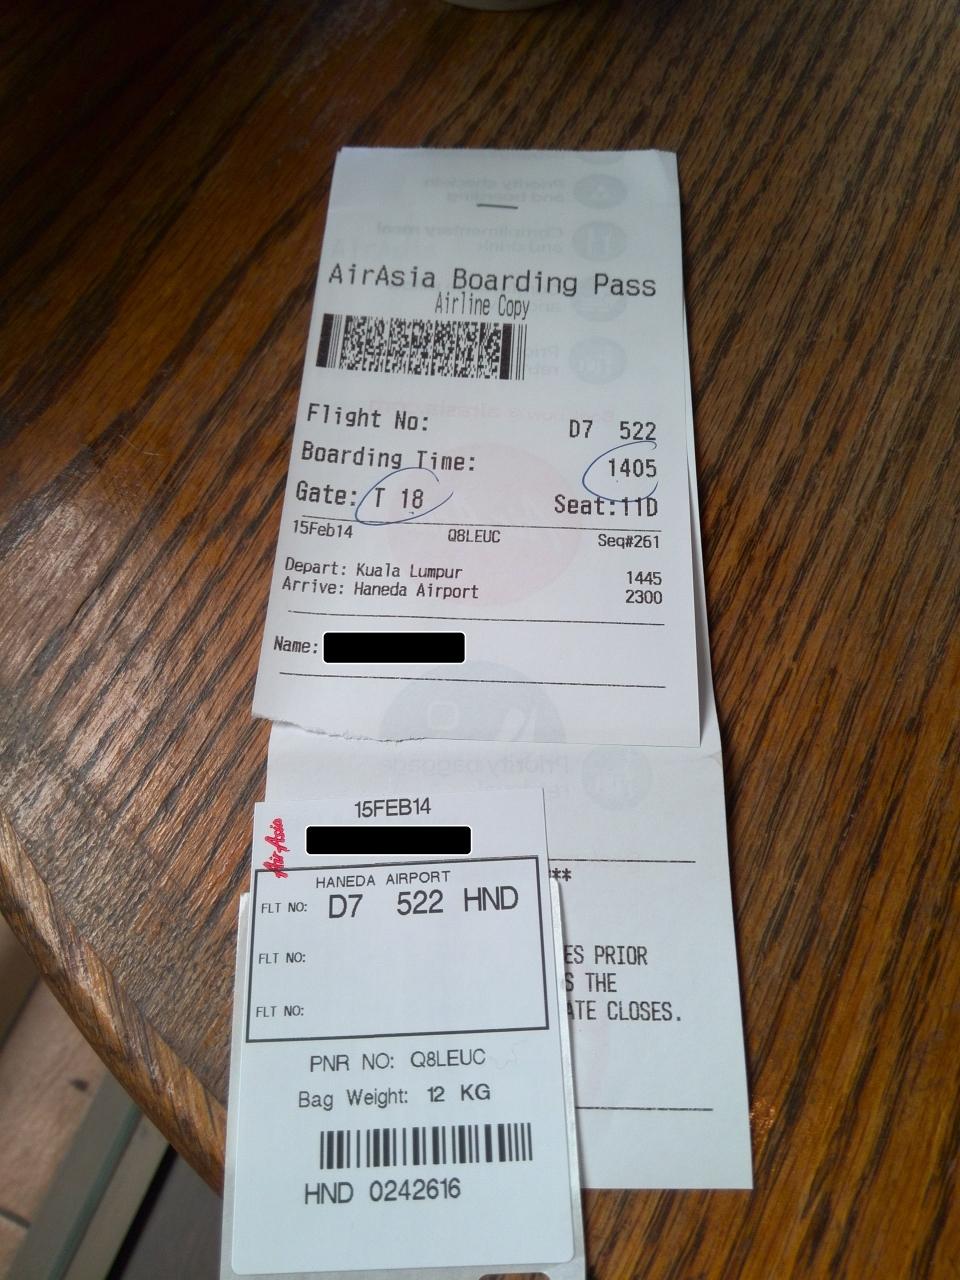 AirAsia Boarding Pass
Airline Copy
Flight No: D7 522
Boarding Time: 1405
Gate: T 18 Seat:11D
15Feb14 Q8LEUC Seq#261
Depart: Kuala Lumpur 1445
Arrive: Haneda Airport 2300
Name:
Priority baggage
**
ES PRIOR
S THE
ATE CLOSES.
15FEB14
AirAsia
HANEDA AIRPORT
FLT NO: D7 522 HND
FLT NO:
FLT NO:
PNR NO: Q8LEUC
Bag Weight: 12 KG
HND 0242616